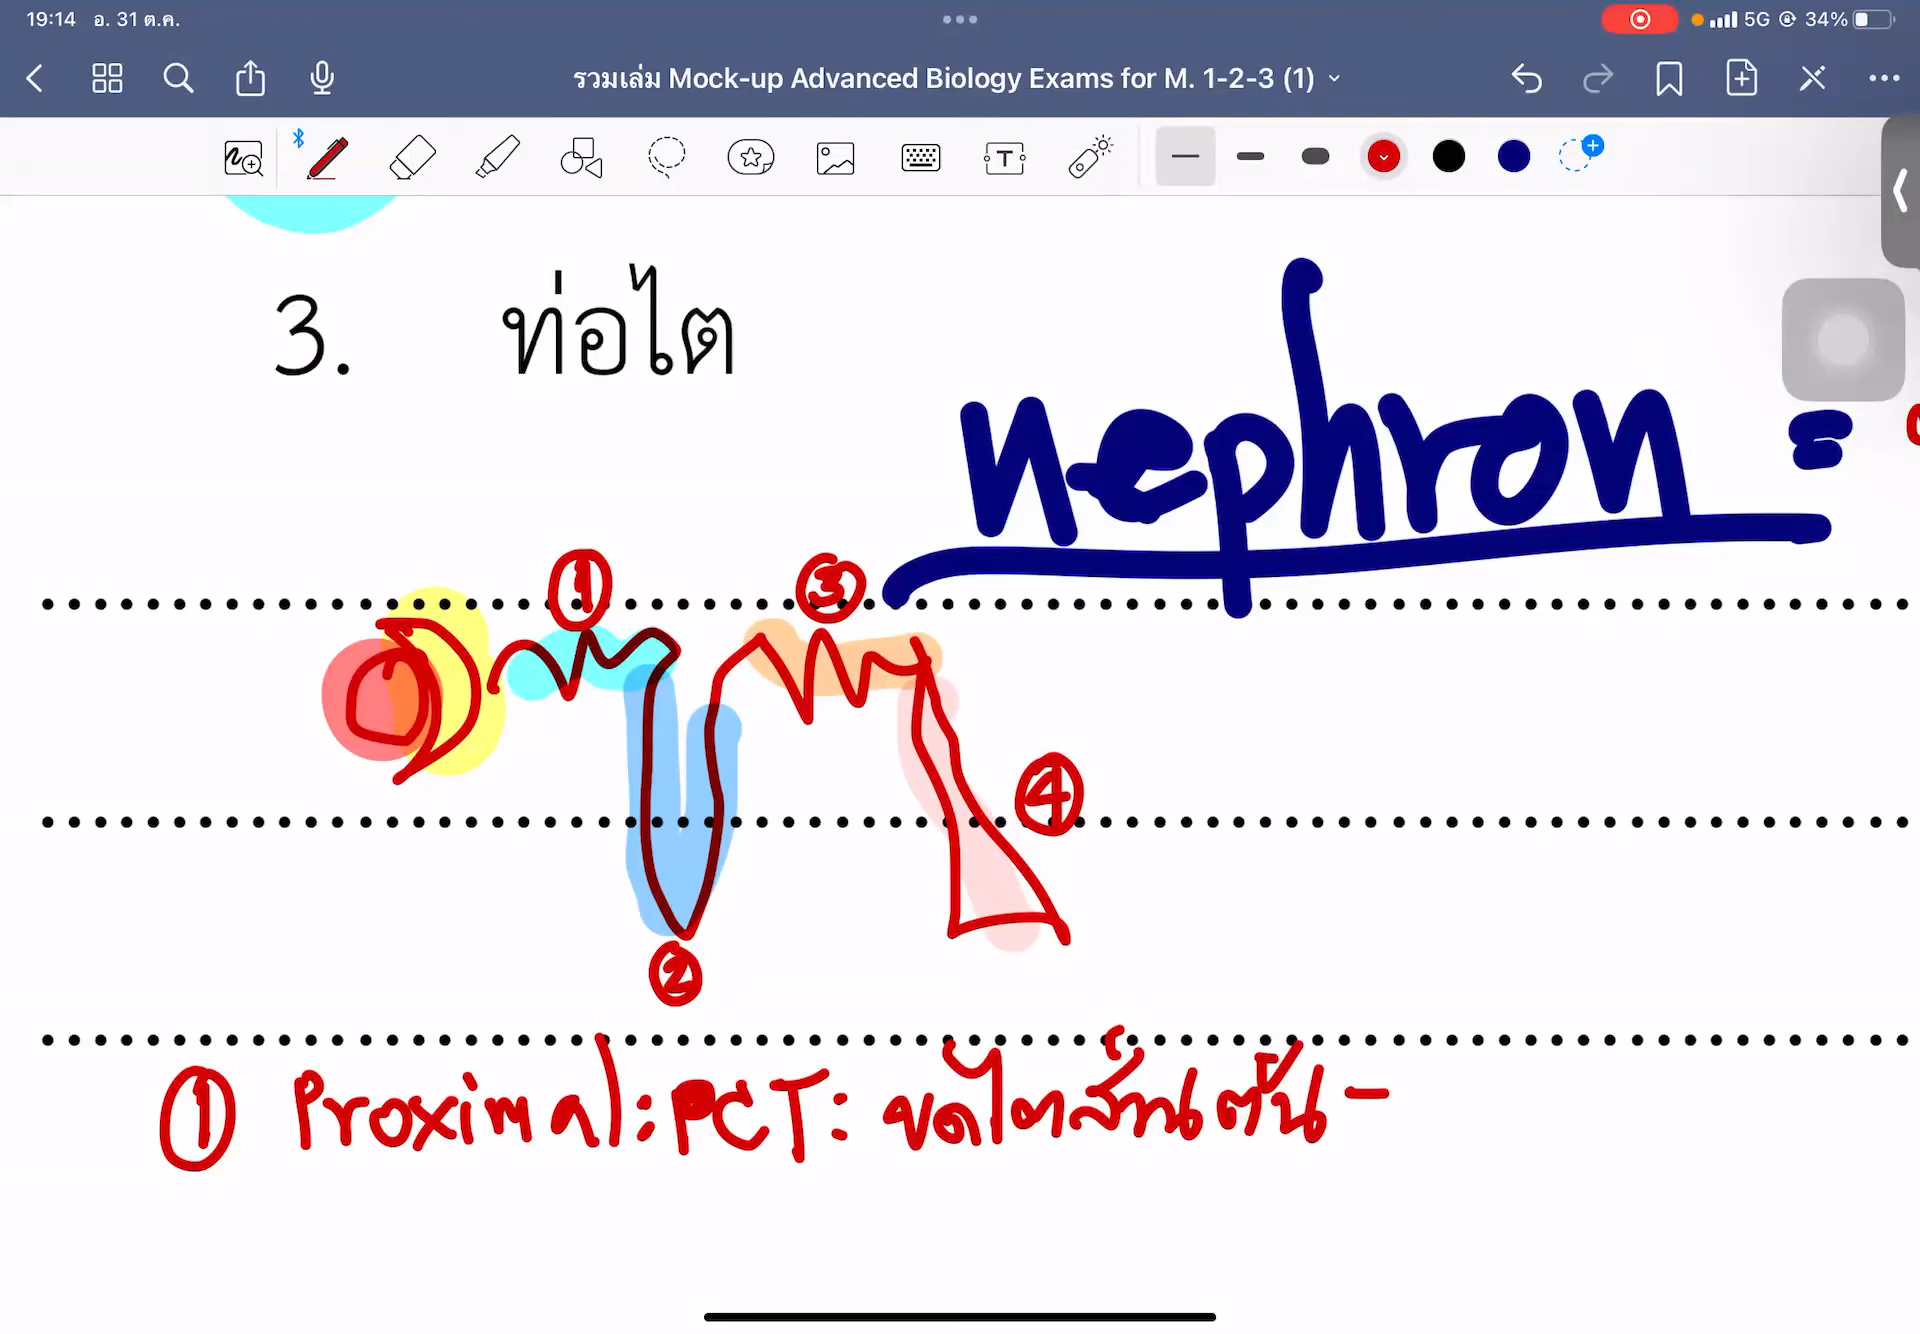 19:14 อ. 31 ต.ค.
5G 34%
รวมเล่ม Mock-up Advanced Biology Exams for M. 1-2-3 (1)
T
3. ท่อไต
nephron =
1 3
4
2
1 Proximal: PCT: ขดไตส้วนต้น -